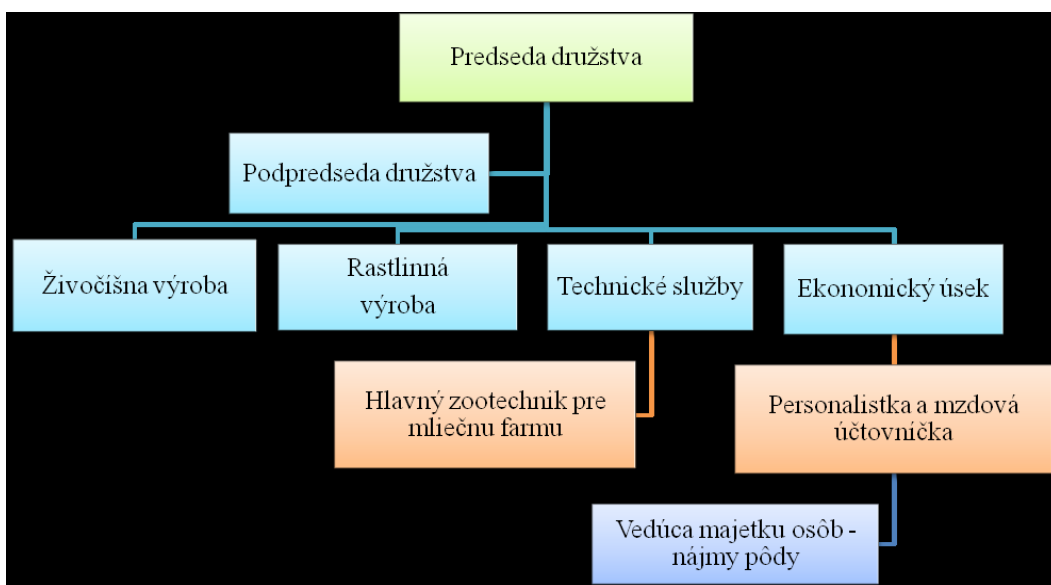 Predseda družstva
Podpredseda družstva
Živočíšna výroba
Rastlinná
výroba
Technické služby
Ekonomický úsek
Hlavný zootechnik pre
mliečnu farmu
Personalistka a mzdová
účtovníčka
Vedúca majetku osôb -
nájmy pôdy